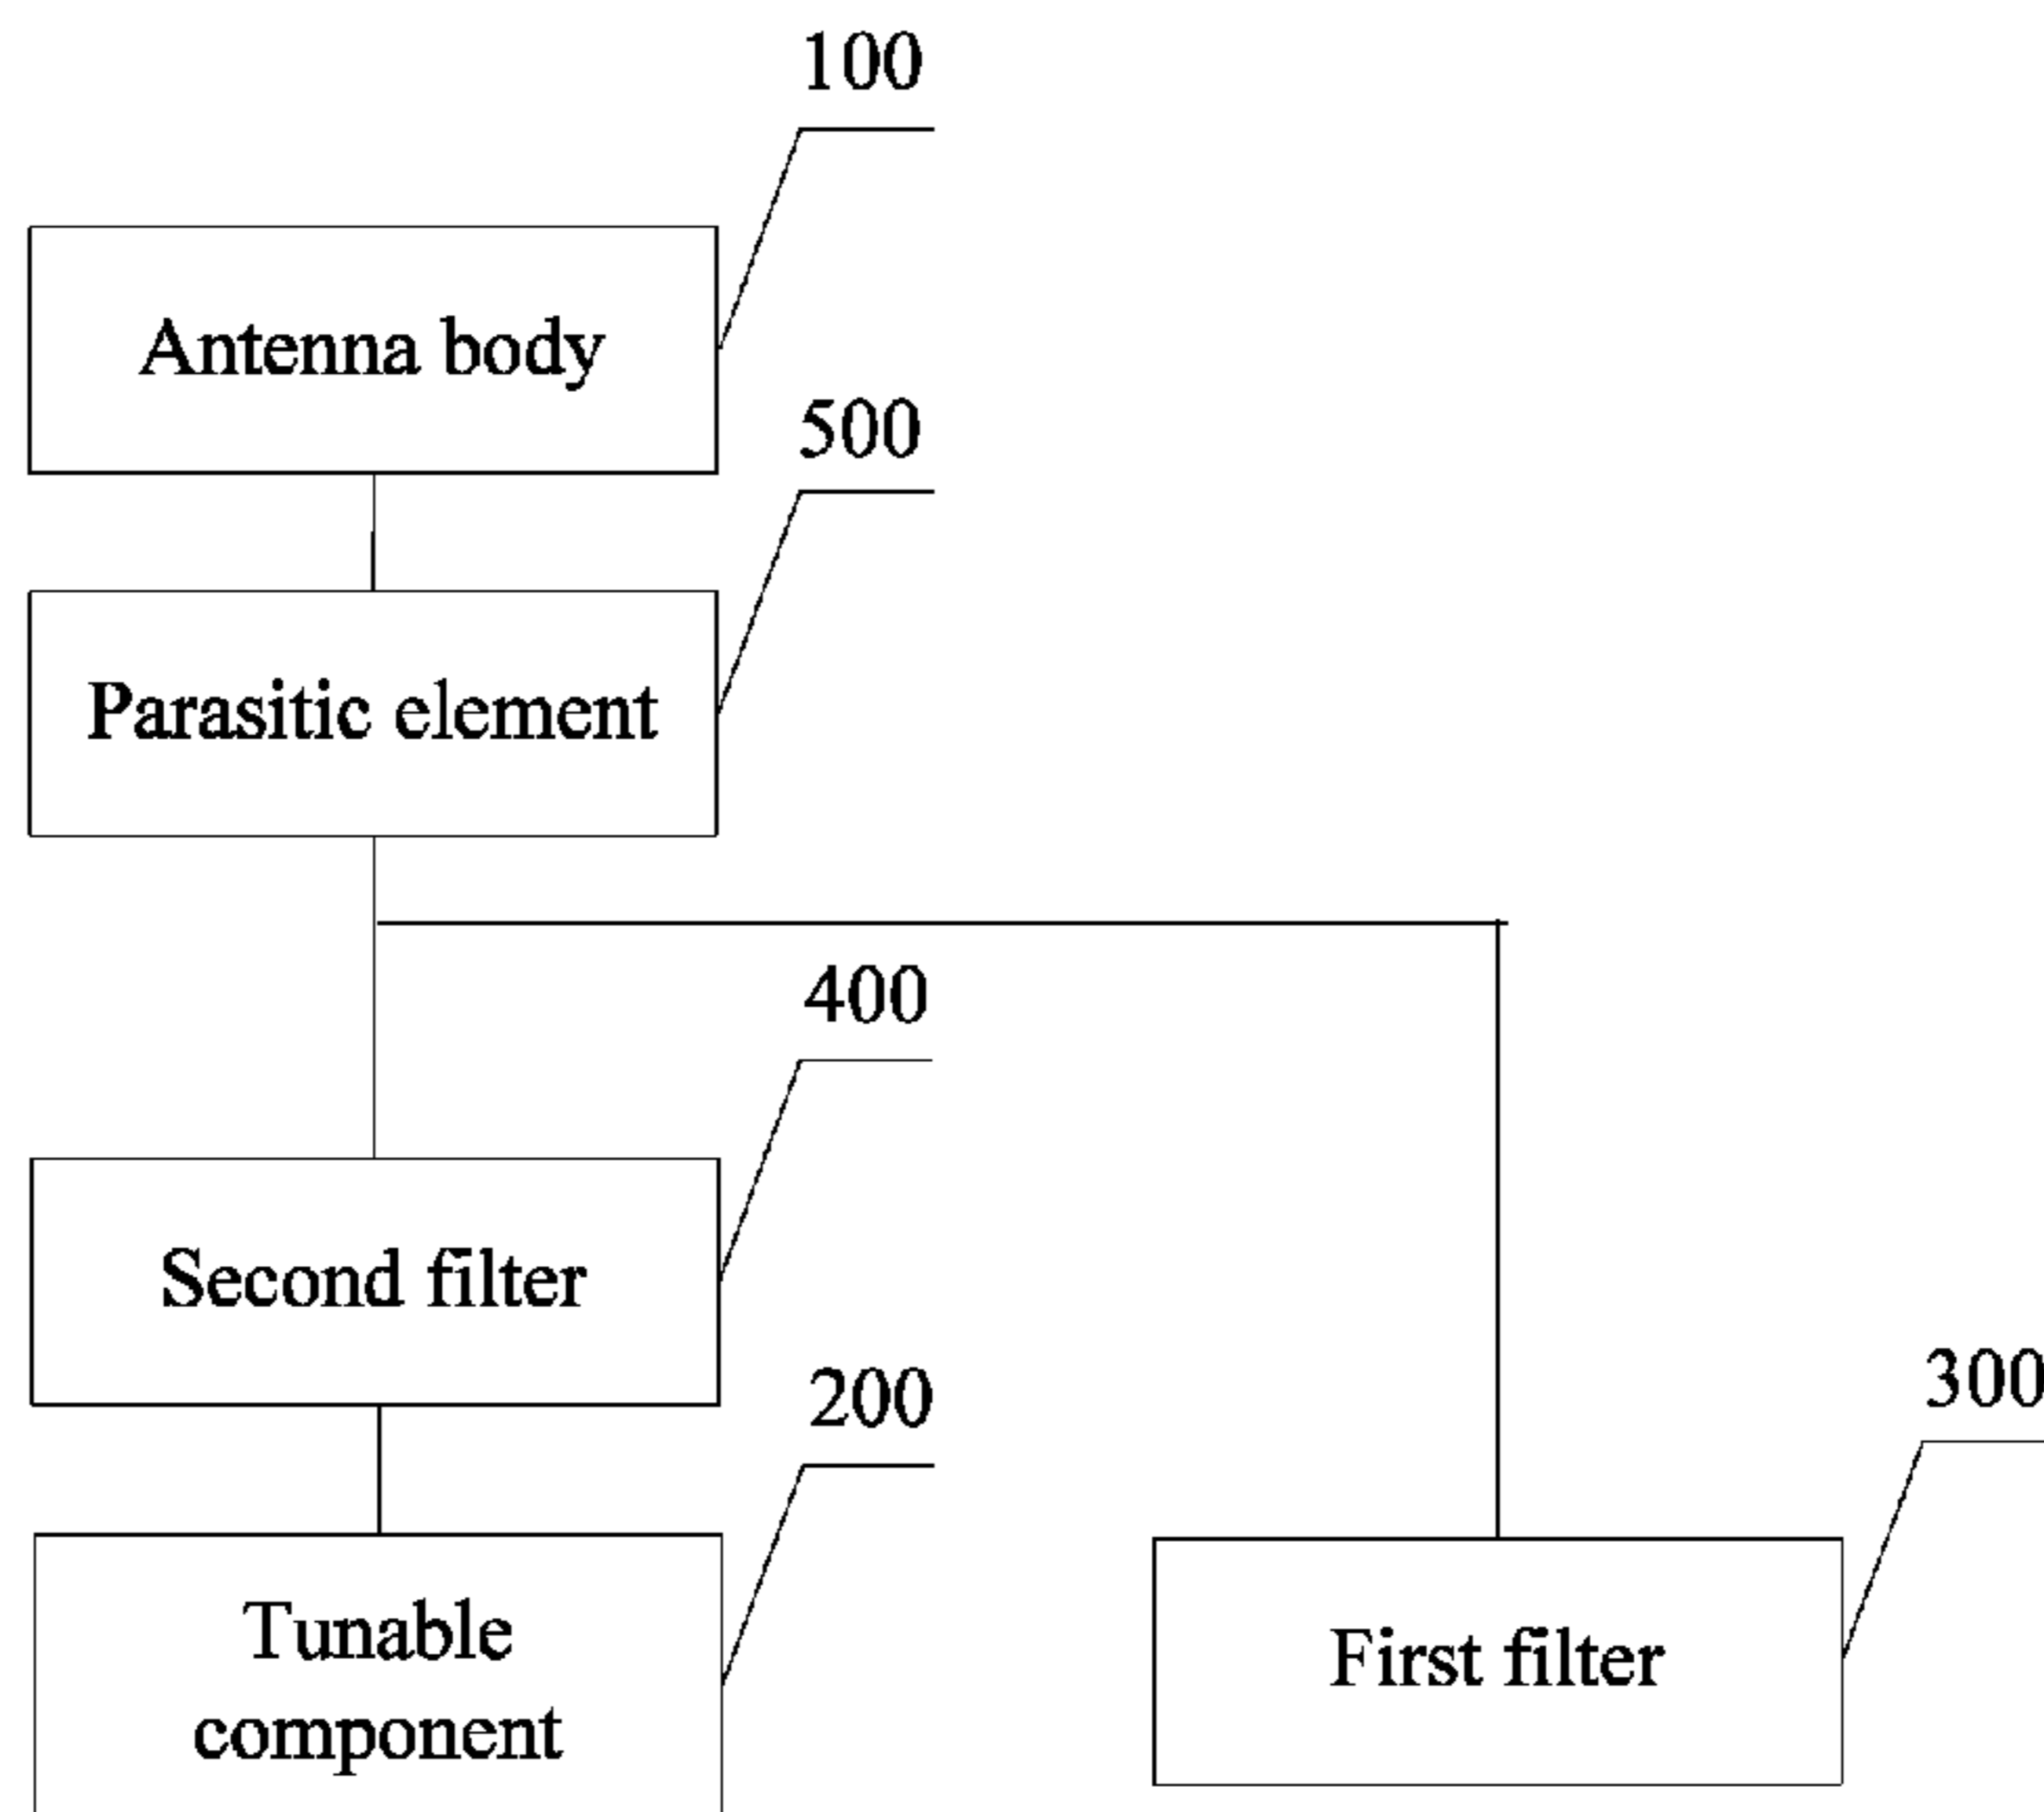 100
Antenna body
500
Parasitic element
400
Second filter
200
300
Tunable
component
First filter